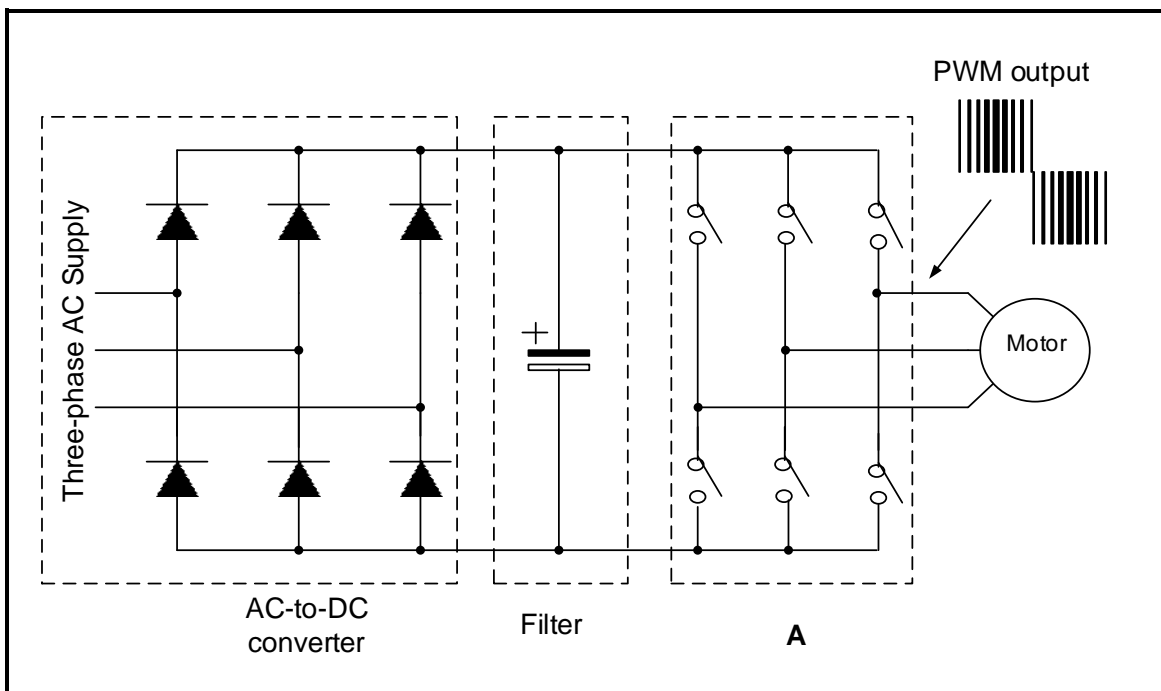 PWM output
Three-phase AC Supply
+
Motor
AC-to-DC
converter
Filter
A